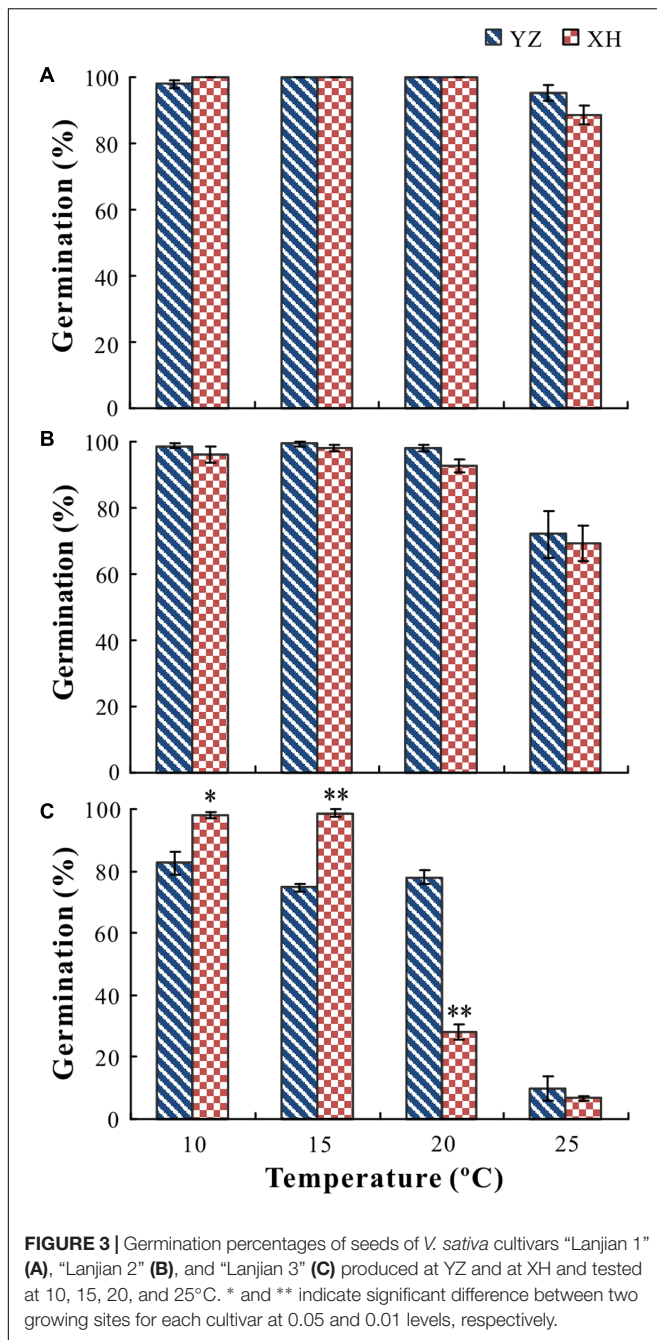 YZ XH
A
100
80
60
40
20
0
Germination (%)
B
100
80
60
40
20
0
Germination (%)
C
100
80
60
40
20
0
Germination (%)
*
**
**
10 15 20 25
Temperature (ºC)
FIGURE 3 | Germination percentages of seeds of V. sativa cultivars “Lanjian 1”
(A), “Lanjian 2” (B), and “Lanjian 3” (C) produced at YZ and at XH and tested
at 10, 15, 20, and 25°C. * and ** indicate significant difference between two
growing sites for each cultivar at 0.05 and 0.01 levels, respectively.